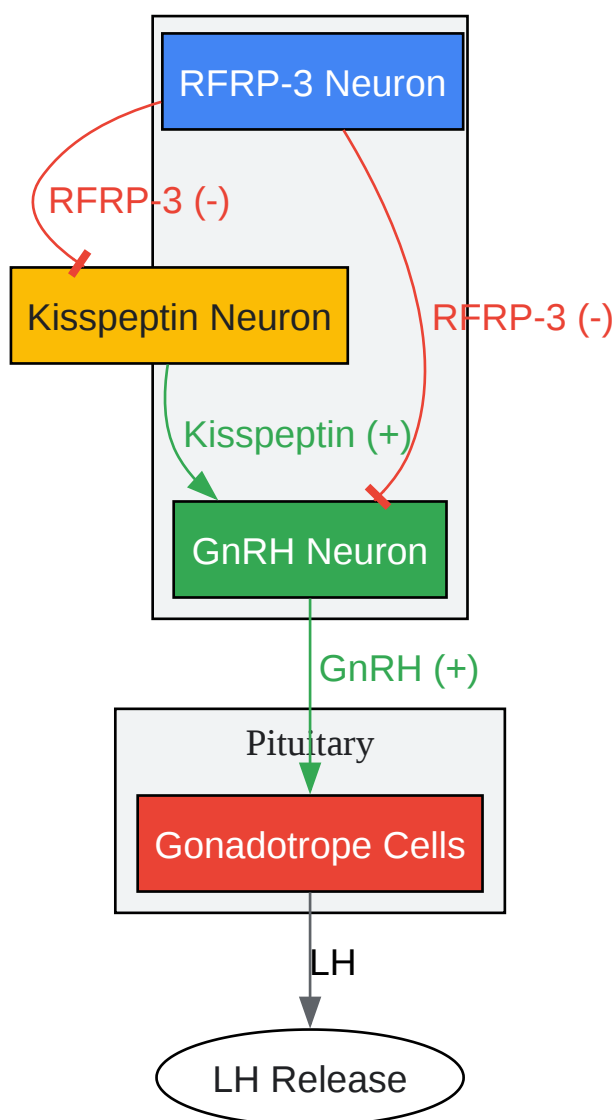 RFRP-3 Neuron
RFRP-3 (-)
Kisspeptin Neuron
RFRP-3 (-)
Kisspeptin (+)
GnRH Neuron
GnRH (+)
Pituitary
Gonadotrope Cells
LH
LH Release